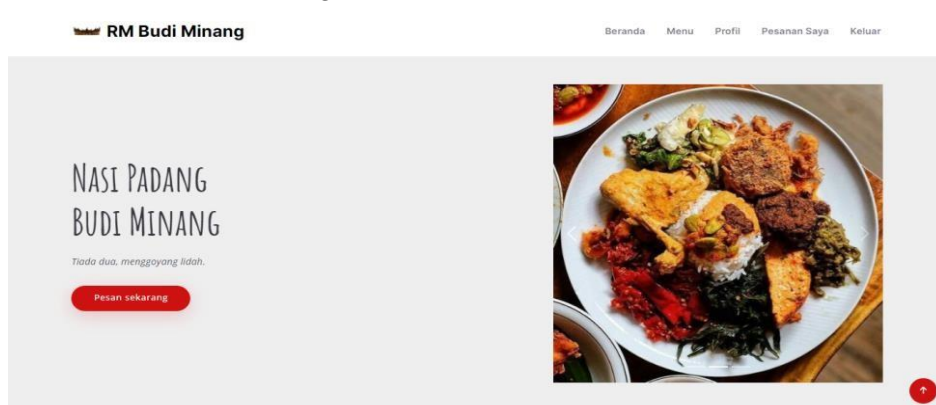 RM Budi Minang
Beranda Menu Profil Pesanan Saya Keluar
NASI PADANG
BUDI MINANG
Tiada dua, menggoyang lidah.
Pesan sekarang